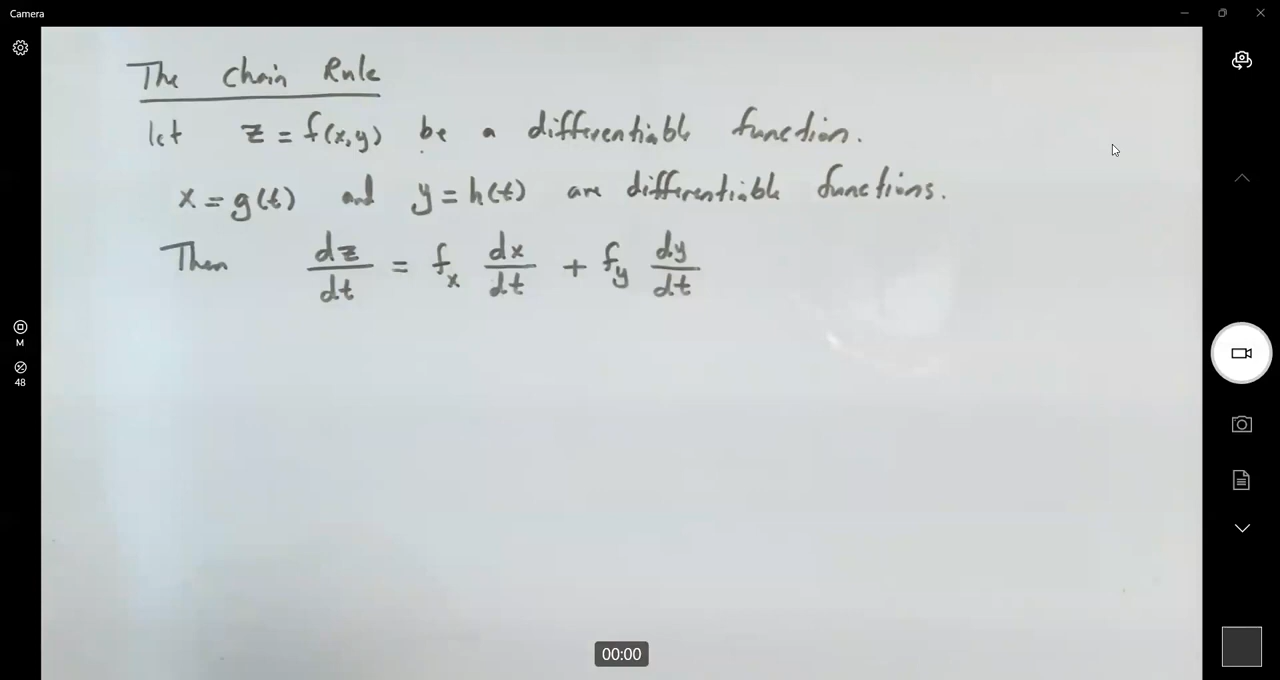 Camera
The Chain Rule
let z = f(x,y) be a differentiable function.
x = g(t) and y = h(t) are differentiable functions.
Then dz/dt = f_x dx/dt + f_y dy/dt
M
48
00:00